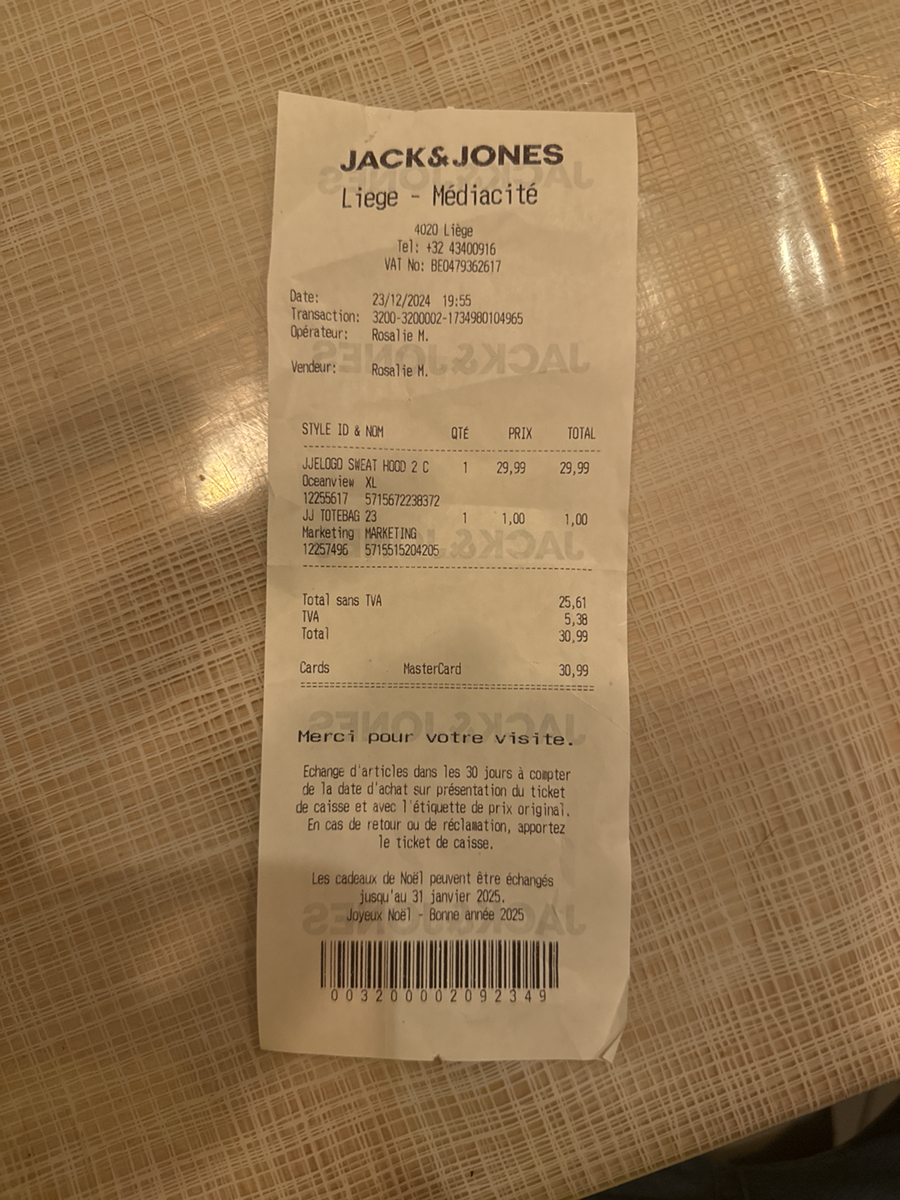 JACK&JONES
Liege - Médiacité
4020 Liège
Tel: +32 43400916
VAT No: BE0479362617
Date: 23/12/2024 19:55
Transaction: 3200-3200002-1734980104965
Opérateur: Rosalie M.
Vendeur: Rosalie M.
STYLE ID & NOM QTÉ PRIX TOTAL
JJELOGO SWEAT HOOD 2 C 1 29,99 29,99
Oceanview XL
12255617 5715672238372
JJ TOTEBAG 23 1 1,00 1,00
Marketing MARKETING
12257496 5715515204205
Total sans TVA 25,61
TVA 5,38
Total 30,99
Cards MasterCard 30,99
Merci pour votre visite.
Echange d'articles dans les 30 jours à compter
de la date d'achat sur présentation du ticket
de caisse et avec l'étiquette de prix original.
En cas de retour ou de réclamation, apportez
le ticket de caisse.
Les cadeaux de Noël peuvent être échangés
jusqu'au 31 janvier 2025.
Joyeux Noël - Bonne année 2025
003200002092349